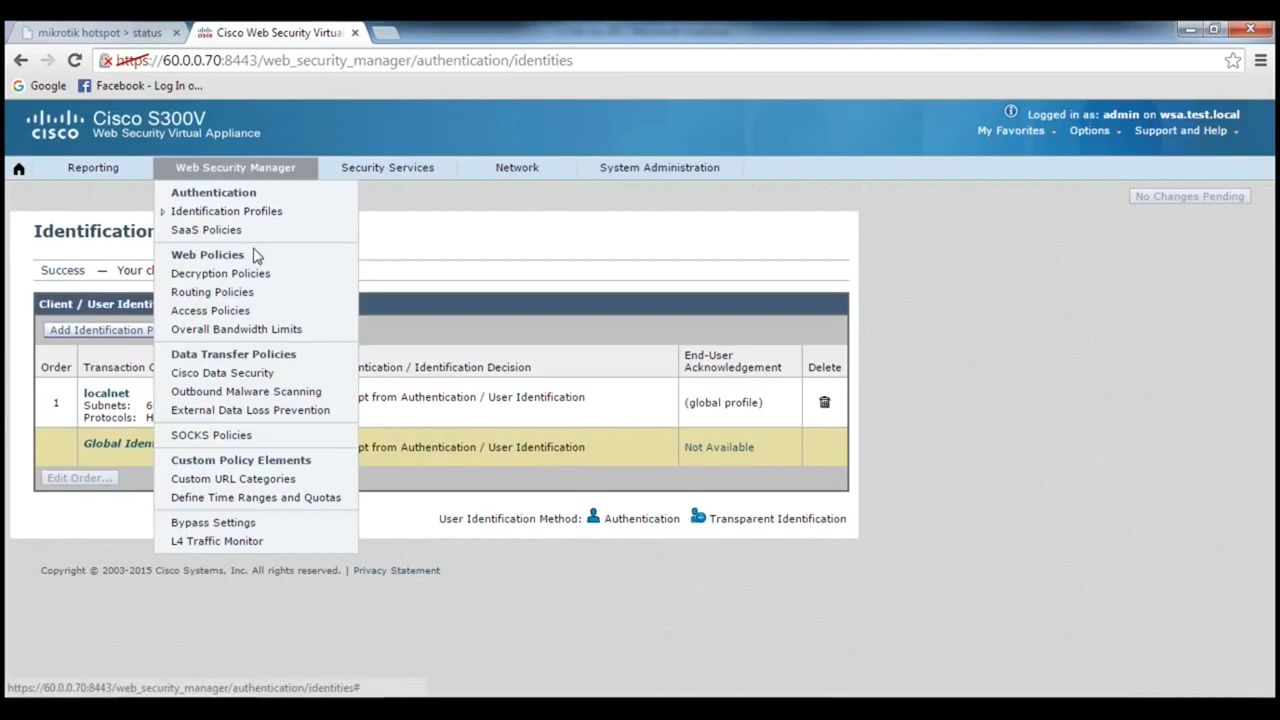 mikrotik hotspot > status
Cisco Web Security Virtua
https://60.0.0.70:8443/web_security_manager/authentication/identities
Google
Facebook - Log In o...
CISCO
Cisco S300V
Web Security Virtual Appliance
Logged in as: admin on wsa.test.local
My Favorites
Options
Support and Help
Reporting
Web Security Manager
Security Services
Network
System Administration
No Changes Pending
Authentication
Identification Profiles
SaaS Policies
Web Policies
Decryption Policies
Routing Policies
Access Policies
Overall Bandwidth Limits
Data Transfer Policies
Cisco Data Security
Outbound Malware Scanning
External Data Loss Prevention
SOCKS Policies
Custom Policy Elements
Custom URL Categories
Define Time Ranges and Quotas
Bypass Settings
L4 Traffic Monitor
Identification
Success — Your
Client / User Identi
Add Identification P
Order
Transaction
ntication / Identification Decision
End-User
Acknowledgement
Delete
1
localnet
Subnets: 6
Protocols: H
pt from Authentication / User Identification
(global profile)
Global Iden
pt from Authentication / User Identification
Not Available
Edit Order...
User Identification Method:
Authentication
Transparent Identification
Copyright © 2003-2015 Cisco Systems, Inc. All rights reserved. | Privacy Statement
https://60.0.0.70:8443/web_security_manager/authentication/identities#